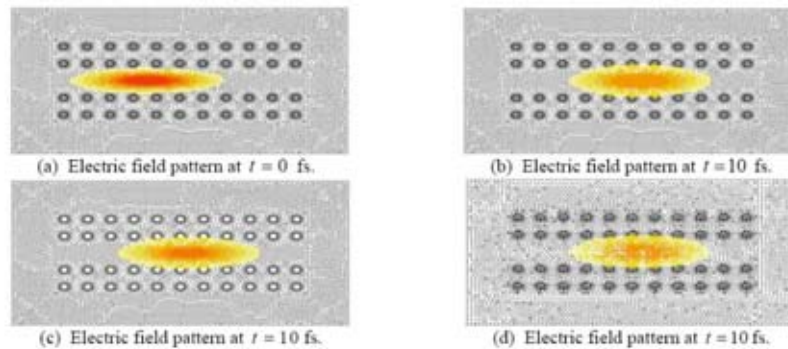 (a) Electric field pattern at t = 0 fs.
(b) Electric field pattern at t = 10 fs.
(c) Electric field pattern at t = 10 fs.
(d) Electric field pattern at t = 10 fs.